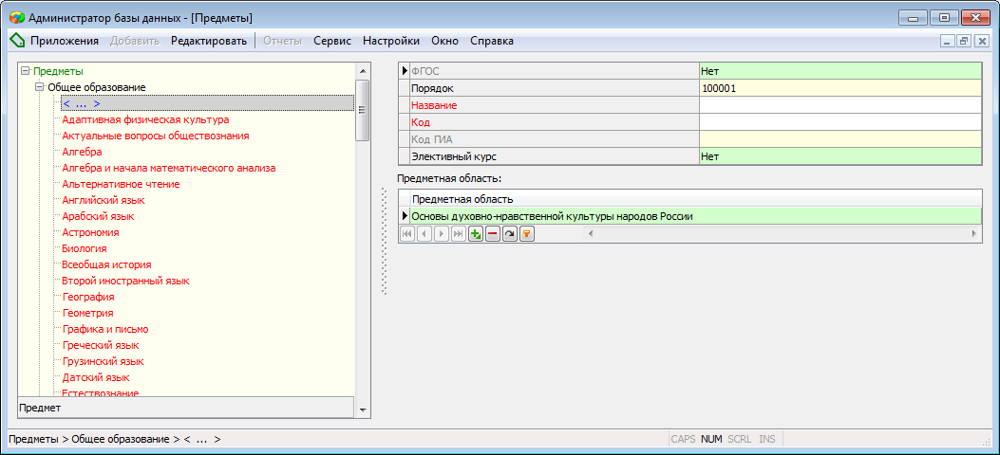 Администратор базы данных - [Предметы]
Приложения Добавить Редактировать Отчеты Сервис Настройки Окно Справка
Предметы
Общее образование
< ... >
Адаптивная физическая культура
Актуальные вопросы обществознания
Алгебра
Алгебра и начала математического анализа
Альтернативное чтение
Английский язык
Арабский язык
Астрономия
Биология
Всеобщая история
Второй иностранный язык
География
Геометрия
Графика и письмо
Греческий язык
Грузинский язык
Датский язык
Естествознание
Предмет
ФГОС Нет
Порядок 100001
Название
Код
Код ГИА
Элективный курс Нет
Предметная область:
Предметная область
Основы духовно-нравственной культуры народов России
Предметы > Общее образование > < ... >
CAPS NUM SCRL INS